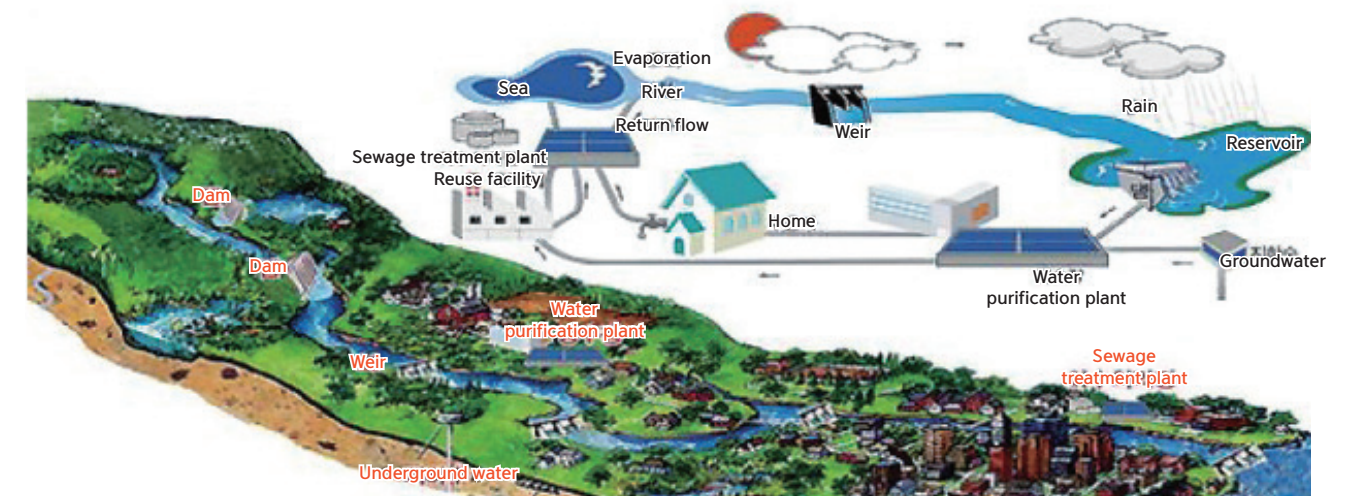 Evaporation
Sea
River
Rain
Return flow
Weir
Reservoir
Sewage treatment plant
Reuse facility
Dam
Home
Dam
Groundwater
Water
purification plant
Water
purification plant
Weir
Sewage
treatment plant
Underground water